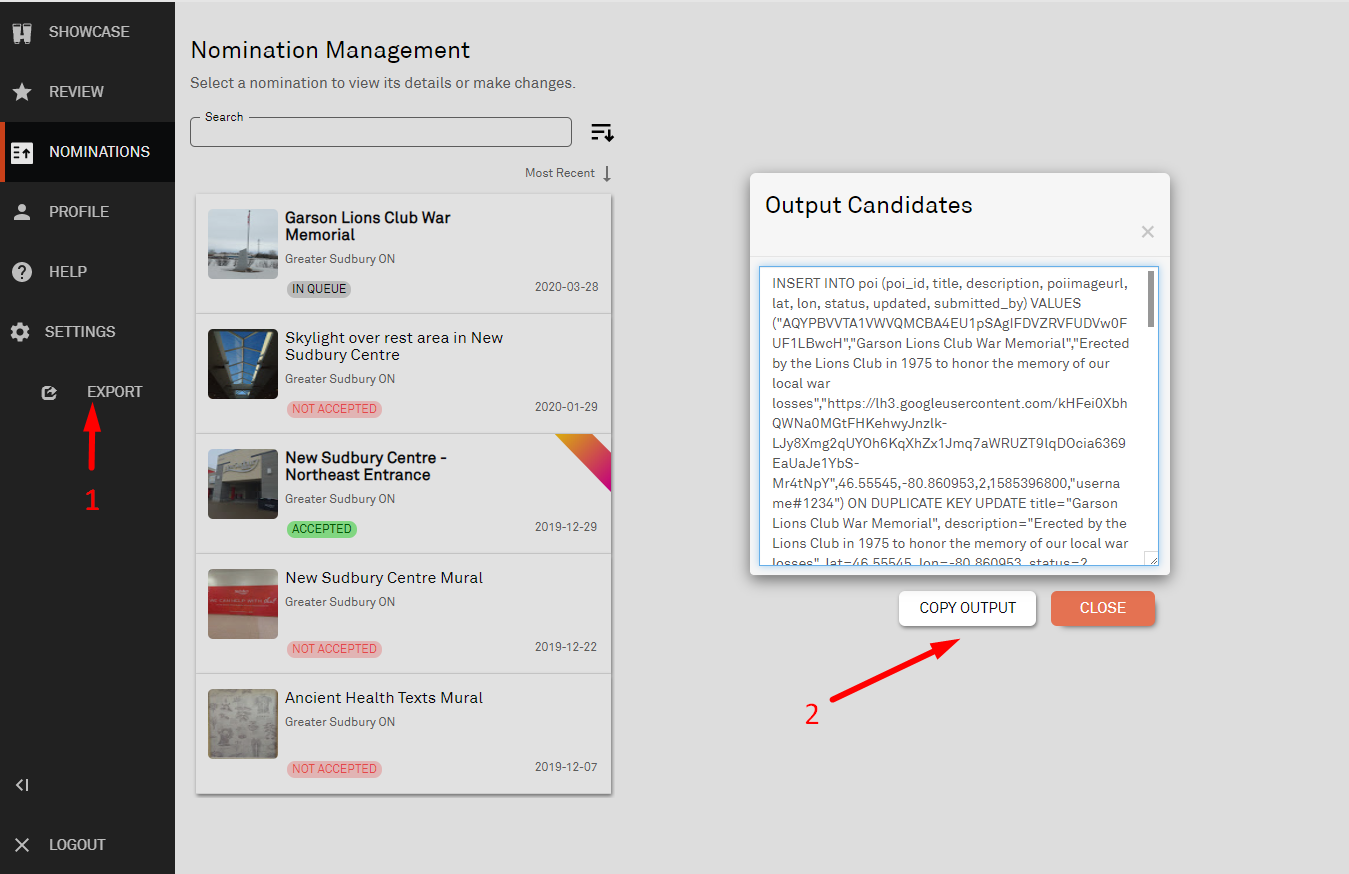 SHOWCASE
REVIEW
NOMINATIONS
PROFILE
HELP
SETTINGS
EXPORT
1
LOGOUT
Nomination Management
Select a nomination to view its details or make changes.
Search
Most Recent
Garson Lions Club War
Memorial
Greater Sudbury ON
IN QUEUE
2020-03-28
Skylight over rest area in New
Sudbury Centre
Greater Sudbury ON
NOT ACCEPTED
2020-01-29
New Sudbury Centre -
Northeast Entrance
Greater Sudbury ON
ACCEPTED
2019-12-29
New Sudbury Centre Mural
Greater Sudbury ON
NOT ACCEPTED
2019-12-22
Ancient Health Texts Mural
Greater Sudbury ON
NOT ACCEPTED
2019-12-07
Output Candidates
INSERT INTO poi (poi_id, title, description, poiimageurl,
lat, lon, status, updated, submitted_by) VALUES
("AQYPBVVTA1VWVQMCBA4EU1pSAgIFDVZRVFUDVw0F
UF1LBwcH","Garson Lions Club War Memorial","Erected
by the Lions Club in 1975 to honor the memory of our
local war
losses","https://lh3.googleusercontent.com/kHFei0Xbh
QWNa0MGtFHKehwyJnzlk-
LJy8Xmg2qUYOh6KqXhZx1Jmq7aWRUZT9lqDOcia6369
EaUaJe1YbS-
Mr4tNpY",46.55545,-80.860953,2,1585396800,"userna
me#1234") ON DUPLICATE KEY UPDATE title="Garson
Lions Club War Memorial", description="Erected by the
Lions Club in 1975 to honor the memory of our local war
losses", lat=46.55545, lon=-80.860953, status=2,
COPY OUTPUT
CLOSE
2